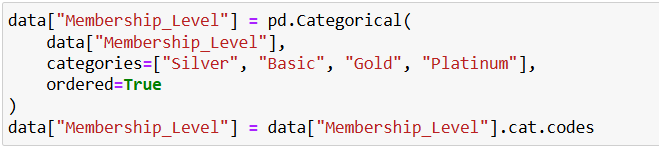 data["Membership_Level"] = pd.Categorical(
    data["Membership_Level"],
    categories=["Silver", "Basic", "Gold", "Platinum"],
    ordered=True
)
data["Membership_Level"] = data["Membership_Level"].cat.codes